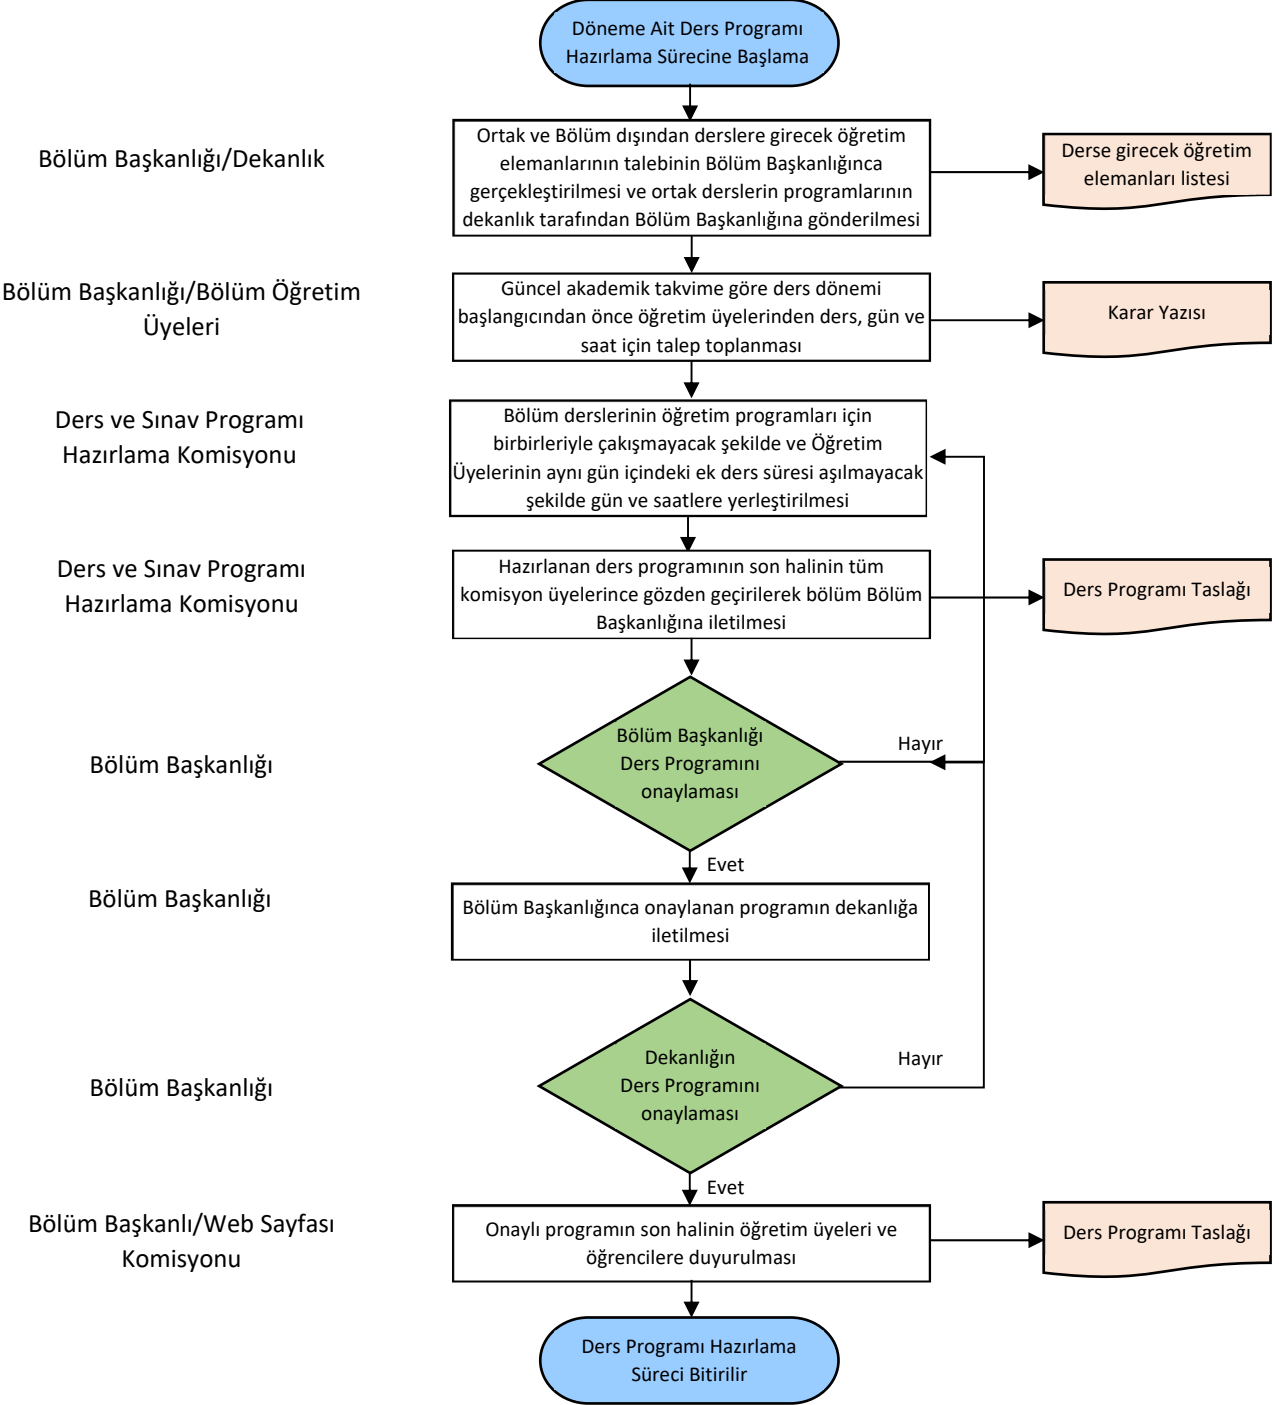 Döneme Ait Ders Programı
Hazırlama Sürecine Başlama
Bölüm Başkanlığı/Dekanlık
Ortak ve Bölüm dışından derslere girecek öğretim
elemanlarının talebinin Bölüm Başkanlığınca
gerçekleştirilmesi ve ortak derslerin programlarının
dekanlık tarafından Bölüm Başkanlığına gönderilmesi
Derse girecek öğretim
elemanları listesi
Bölüm Başkanlığı/Bölüm Öğretim
Üyeleri
Güncel akademik takvime göre ders dönemi
başlangıcından önce öğretim üyelerinden ders, gün ve
saat için talep toplanması
Karar Yazısı
Ders ve Sınav Programı
Hazırlama Komisyonu
Bölüm derslerinin öğretim programları için
birbirleriyle çakışmayacak şekilde ve Öğretim
Üyelerinin aynı gün içindeki ek ders süresi aşılmayacak
şekilde gün ve saatlere yerleştirilmesi
Ders ve Sınav Programı
Hazırlama Komisyonu
Hazırlanan ders programının son halinin tüm
komisyon üyelerince gözden geçirilerek bölüm Bölüm
Başkanlığına iletilmesi
Ders Programı Taslağı
Bölüm Başkanlığı
Bölüm Başkanlığı
Ders Programını
onaylaması
Hayır
Evet
Bölüm Başkanlığı
Bölüm Başkanlığınca onaylanan programın dekanlığa
iletilmesi
Bölüm Başkanlığı
Dekanlığın
Ders Programını
onaylaması
Hayır
Evet
Bölüm Başkanlı/Web Sayfası
Komisyonu
Onaylı programın son halinin öğretim üyeleri ve
öğrencilere duyurulması
Ders Programı Taslağı
Ders Programı Hazırlama
Süreci Bitirilir